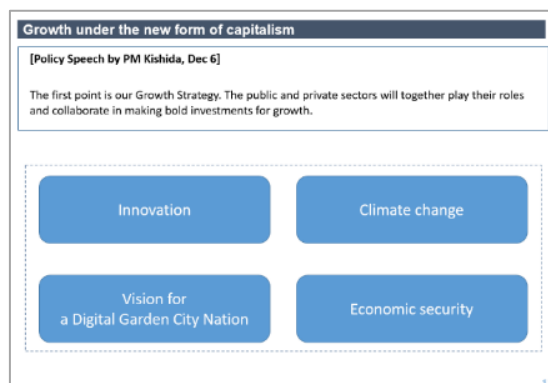 Growth under the new form of capitalism
[Policy Speech by PM Kishida, Dec 6]
The first point is our Growth Strategy. The public and private sectors will together play their roles
and collaborate in making bold investments for growth.
Innovation
Climate change
Vision for
a Digital Garden City Nation
Economic security